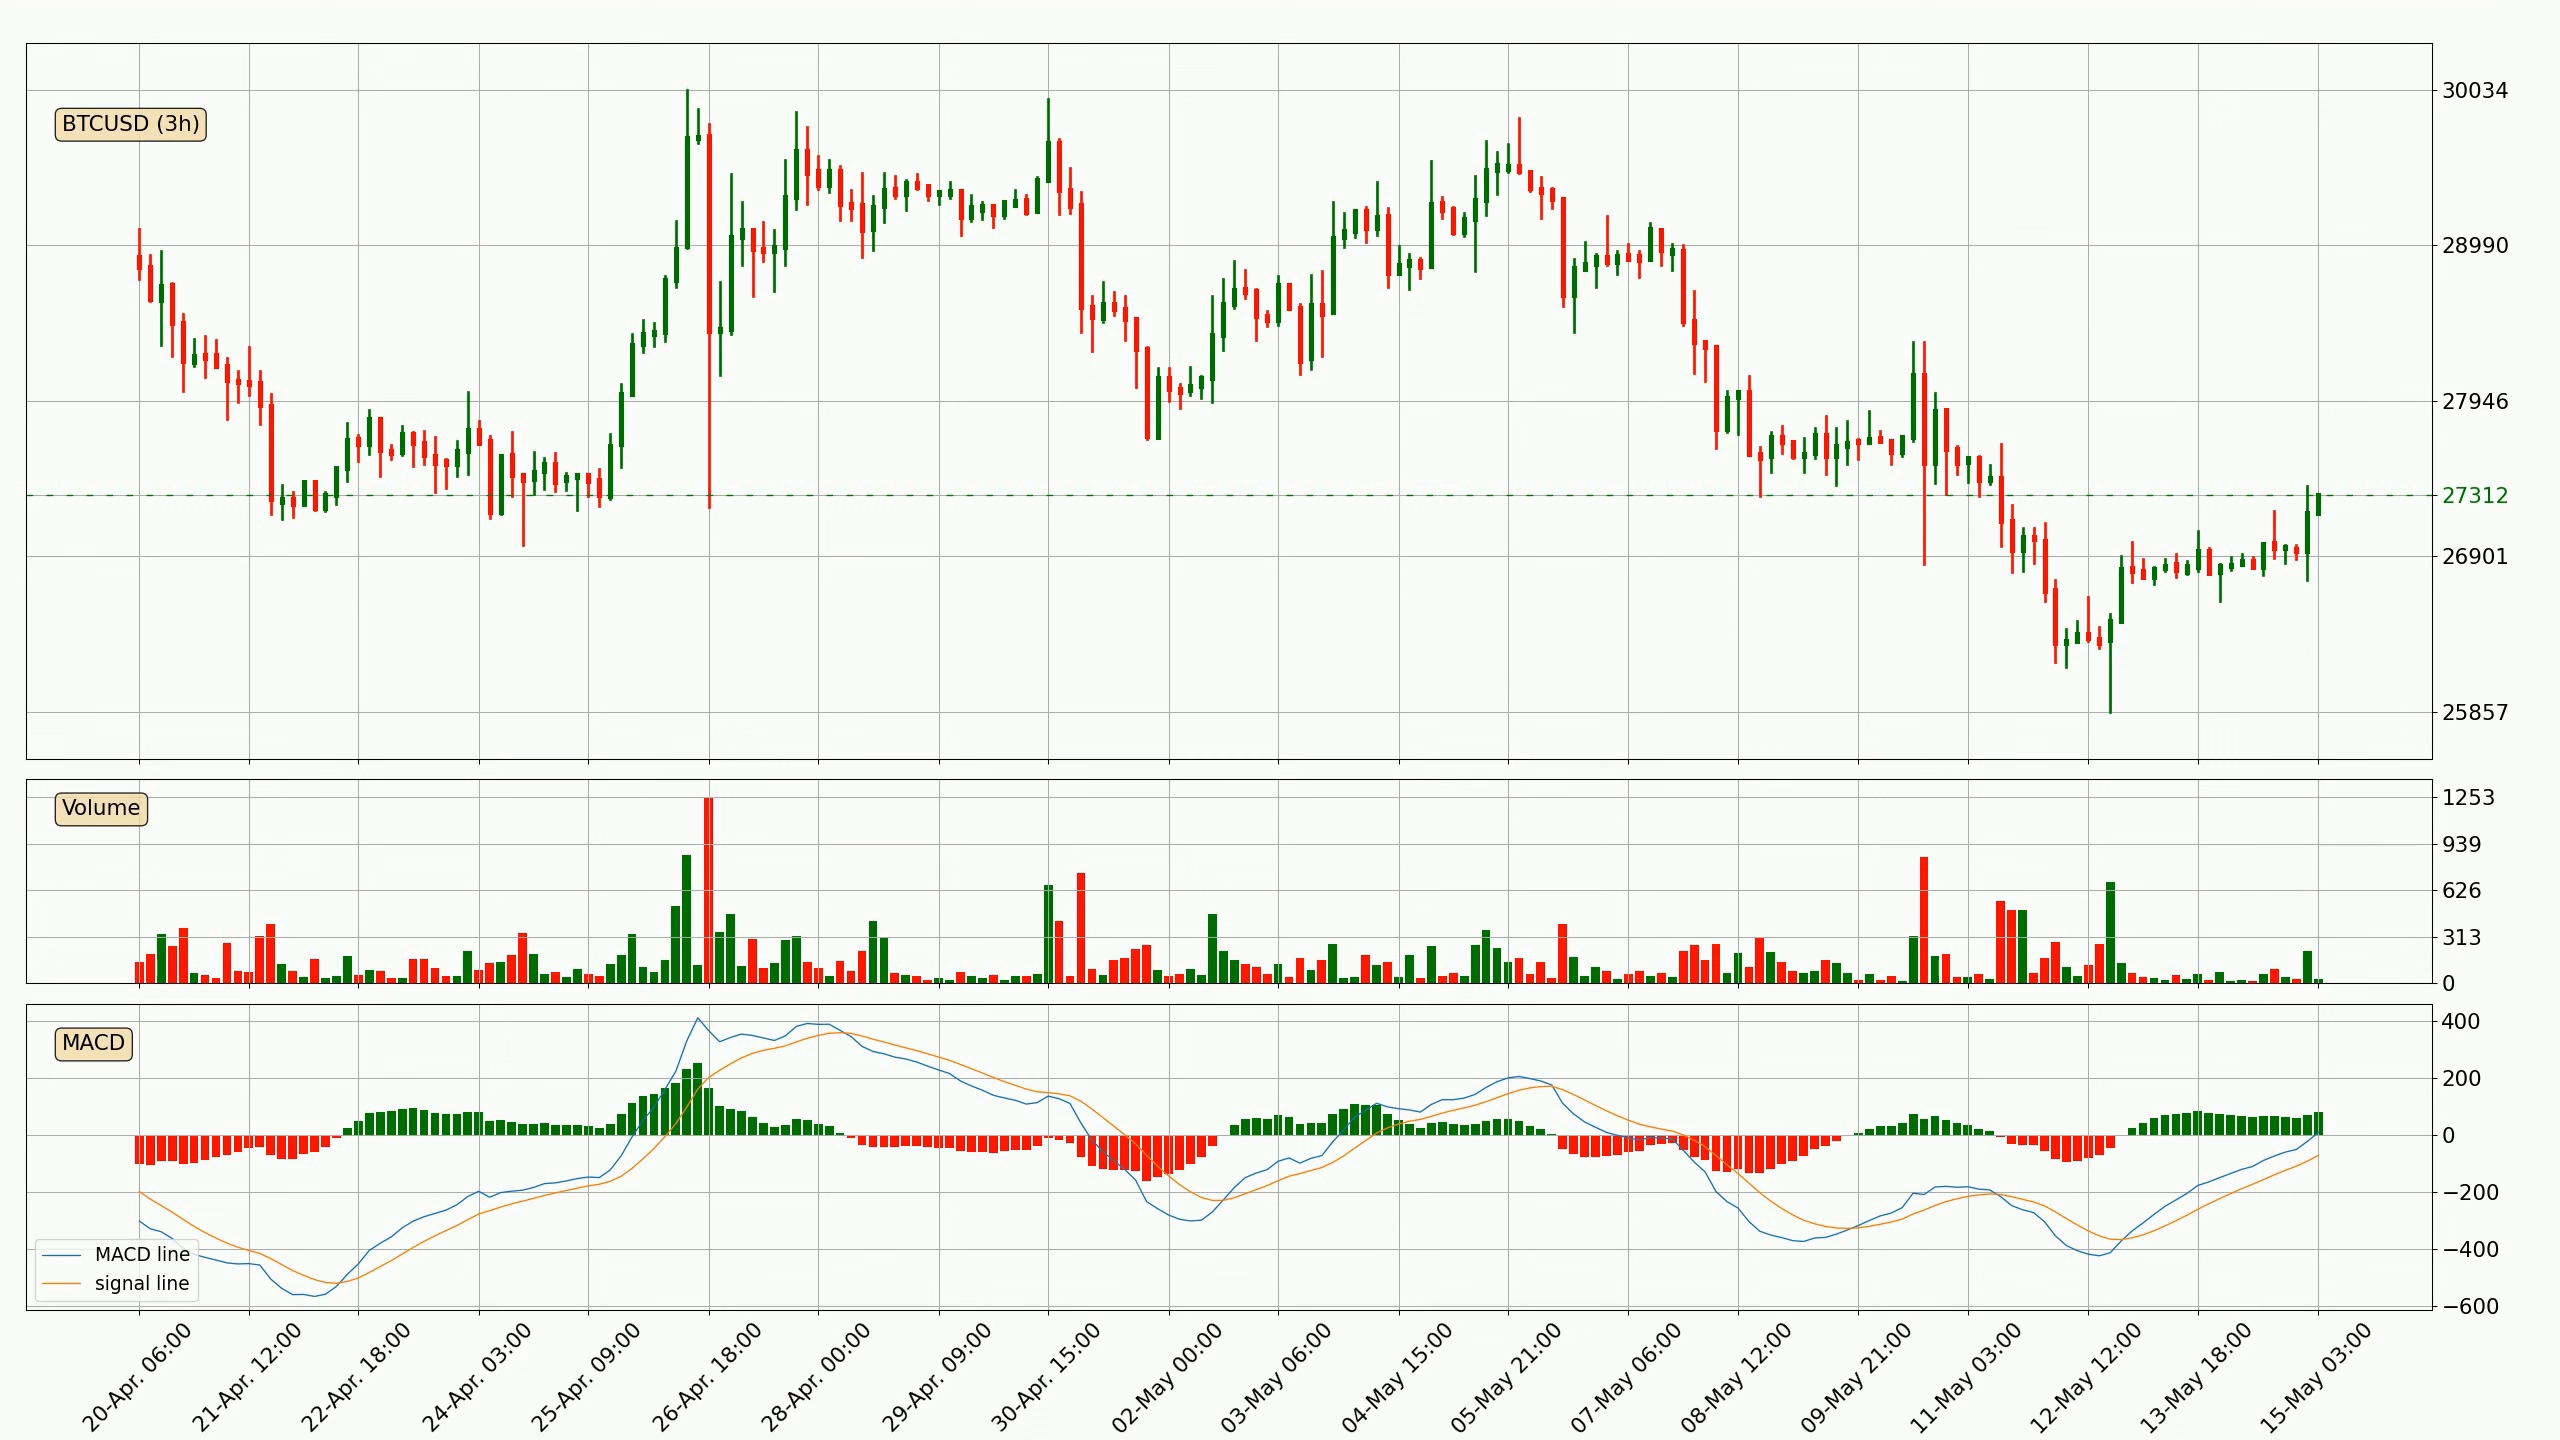 BTCUSD (3h)
30034
28990
27946
27312
26901
25857
Volume
1253
939
626
313
0
MACD
400
200
0
−200
−400
−600
MACD line
signal line
20-Apr. 06:00
21-Apr. 12:00
22-Apr. 18:00
24-Apr. 03:00
25-Apr. 09:00
26-Apr. 18:00
28-Apr. 00:00
29-Apr. 09:00
30-Apr. 15:00
02-May 00:00
03-May 06:00
04-May 15:00
05-May 21:00
07-May 06:00
08-May 12:00
09-May 21:00
11-May 03:00
12-May 12:00
13-May 18:00
15-May 03:00